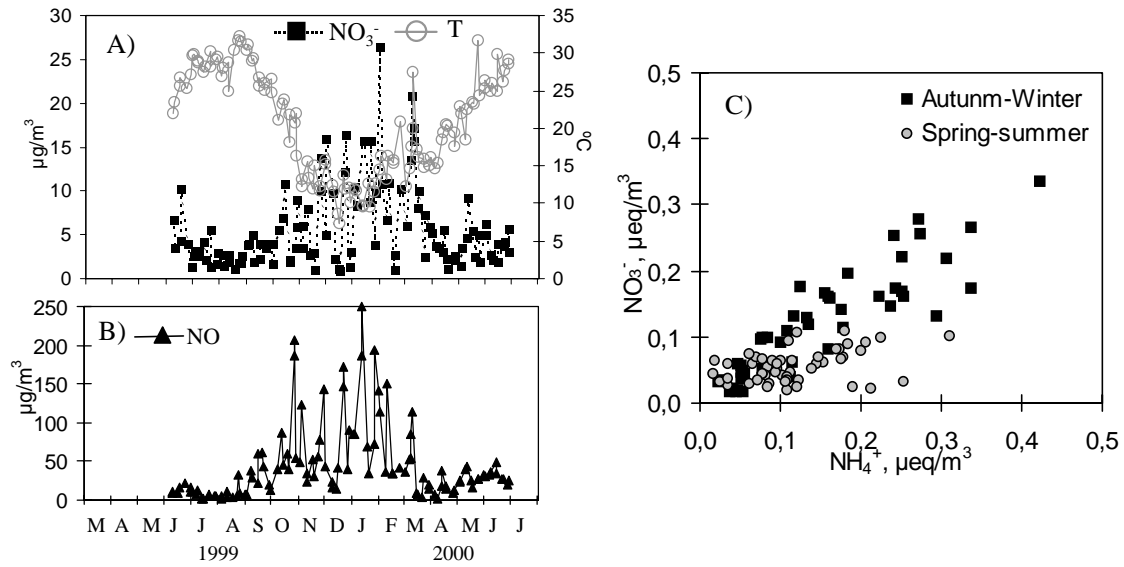 A)
NO₃⁻
T
30
25
20
15
10
5
0
µg/m³
35
30
25
20
15
10
5
0
ºC
B)
NO
250
200
150
100
50
0
µg/m³
M A M J J A S O N D J F M A M J J
1999 2000
C)
Autunm-Winter
Spring-summer
0,5
0,4
0,3
0,2
0,1
0,0
NO₃⁻, µeq/m³
0,0 0,1 0,2 0,3 0,4 0,5
NH₄⁺, µeq/m³